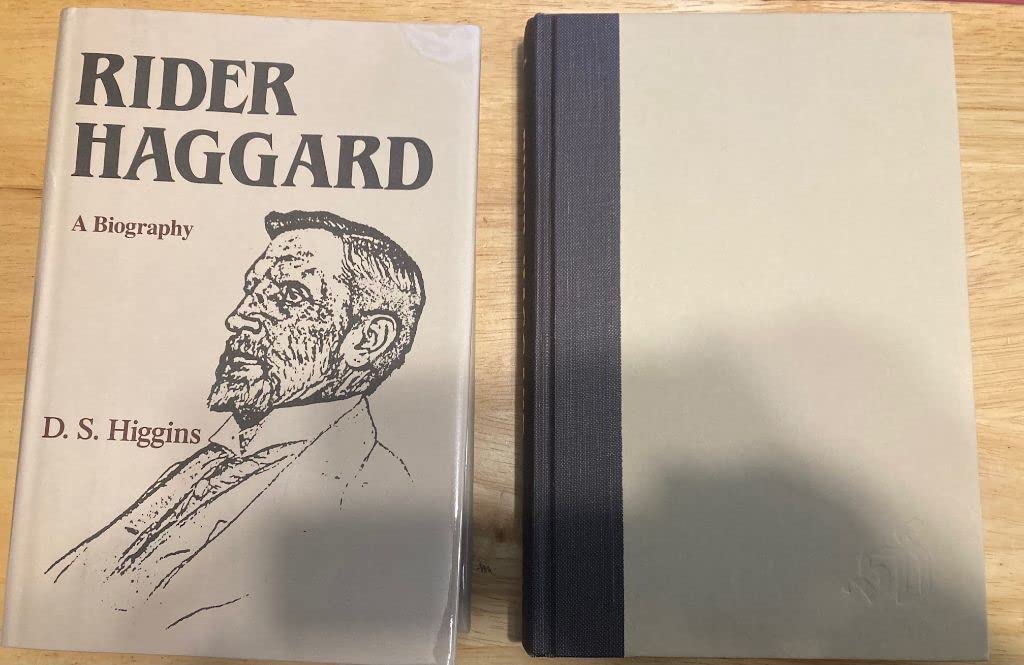 RIDER
HAGGARD
A Biography
D. S. Higgins